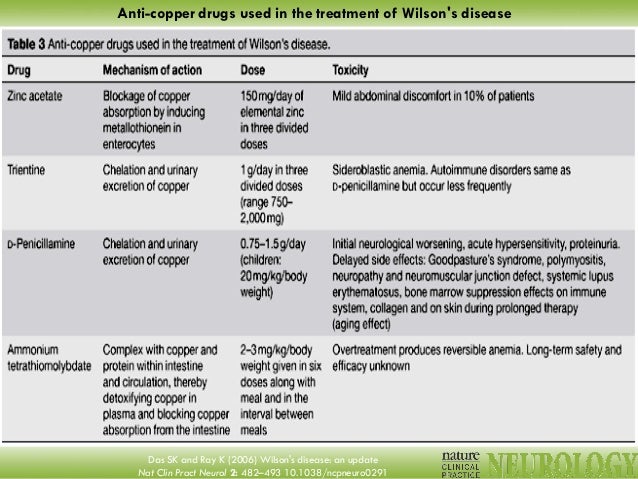 Anti-copper drugs used in the treatment of Wilson's disease
Table 3 Anti-copper drugs used in the treatment of Wilson's disease.
Drug Mechanism of action Dose Toxicity
Zinc acetate Blockage of copper 150 mg/day of Mild abdominal discomfort in 10% of patients
absorption by inducing elemental zinc
metallothionein in in three divided
enterocytes doses
Trientine Chelation and urinary 1 g/day in three Sideroblastic anemia. Autoimmune disorders same as
excretion of copper divided doses D-penicillamine but occur less frequently
(range 750–
2,000 mg)
D-Penicillamine Chelation and urinary 0.75–1.5 g/day Initial neurological worsening, acute hypersensitivity, proteinuria.
excretion of copper (children: Delayed side effects: Goodpasture's syndrome, polymyositis,
20 mg/kg/body neuropathy and neuromuscular junction defect, systemic lupus
weight) erythematosus, bone marrow suppression effects on immune
system, collagen and on skin during prolonged therapy
(aging effect)
Ammonium Complex with copper and 2–3 mg/kg/body Overtreatment produces reversible anemia. Long-term safety and
tetrathiomolybdate protein within intestine weight given in six efficacy unknown
and circulation, thereby doses along with
detoxifying copper in meal and in the
plasma and blocking copper interval between
absorption from the intestine meals
Das SK and Ray K (2006) Wilson's disease: an update
Nat Clin Pract Neurol 2: 482–493 10.1038/ncpneuro0291
nature
CLINICAL
PRACTICE
NEUROLOGY